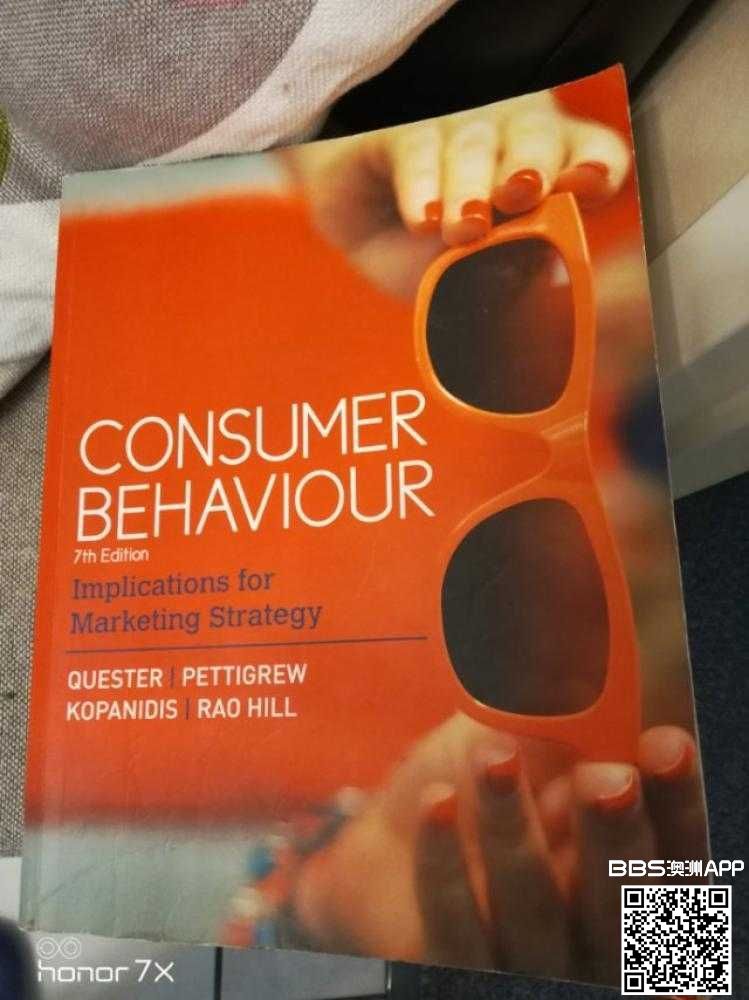 CONSUMER
BEHAVIOUR
7th Edition
Implications for
Marketing Strategy
QUESTER | PETTIGREW
KOPANIDIS | RAO HILL
BBS澳洲APP
honor 7X